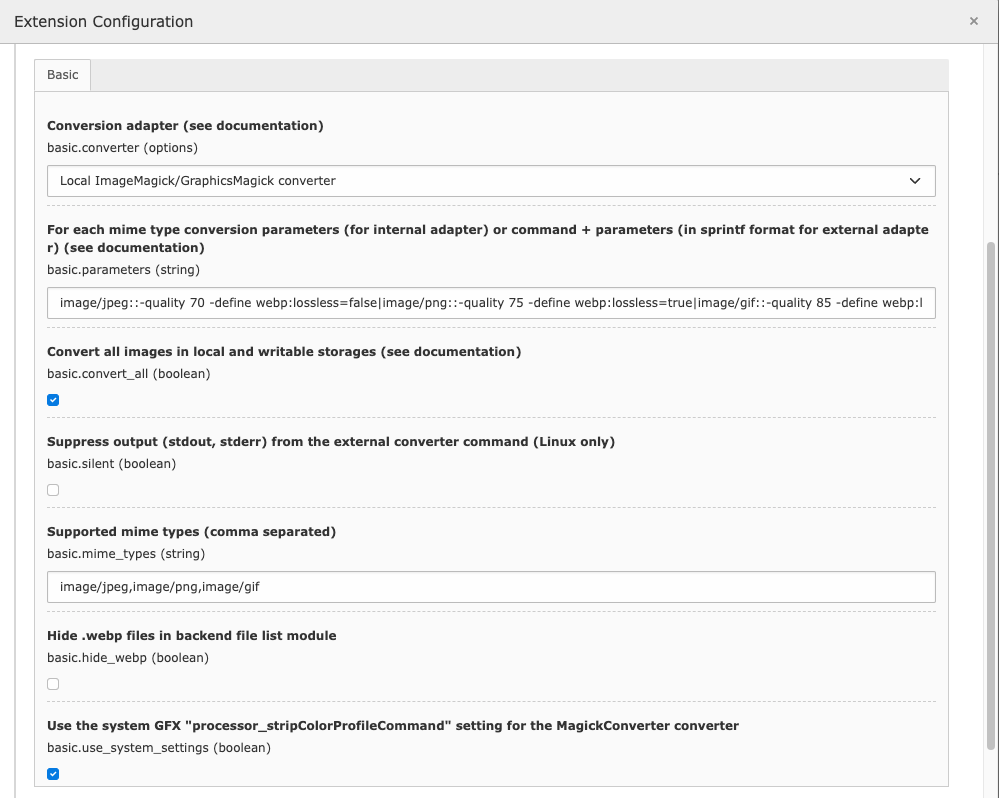 Extension Configuration
×
Basic
Conversion adapter (see documentation)
basic.converter (options)
Local ImageMagick/GraphicsMagick converter
For each mime type conversion parameters (for internal adapter) or command + parameters (in sprintf format for external adapte
r) (see documentation)
basic.parameters (string)
image/jpeg::-quality 70 -define webp:lossless=false|image/png::-quality 75 -define webp:lossless=true|image/gif::-quality 85 -define webp:l
Convert all images in local and writable storages (see documentation)
basic.convert_all (boolean)
Suppress output (stdout, stderr) from the external converter command (Linux only)
basic.silent (boolean)
Supported mime types (comma separated)
basic.mime_types (string)
image/jpeg,image/png,image/gif
Hide .webp files in backend file list module
basic.hide_webp (boolean)
Use the system GFX "processor_stripColorProfileCommand" setting for the MagickConverter converter
basic.use_system_settings (boolean)